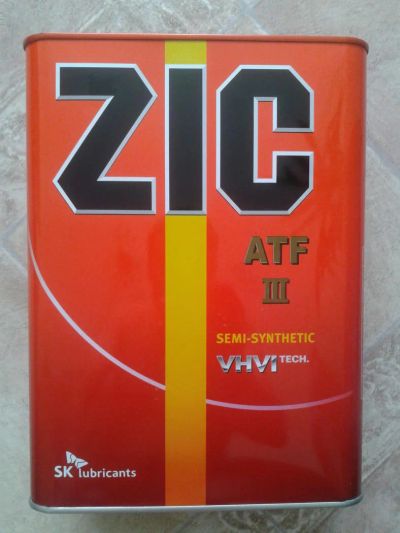 ZIC
ATF
III
SEMI-SYNTHETIC
VHVI TECH.
SK lubricants